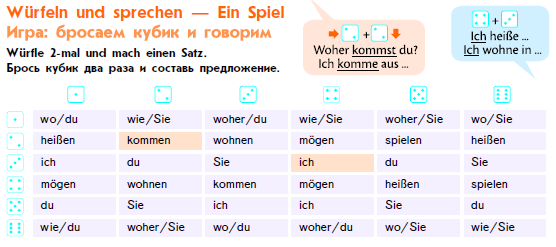 Würfeln und sprechen — Ein Spiel
Игра: бросаем кубик и говорим
Würfle 2-mal und mach einen Satz.
Брось кубик два раза и составь предложение.
+
Woher kommst du?
Ich komme aus ...
+
Ich heiße ...
Ich wohne in ...
wo/du wie/Sie woher/du wie/Sie woher/Sie wo/Sie
heißen kommen wohnen mögen spielen heißen
ich du Sie ich du Sie
mögen wohnen kommen mögen heißen spielen
du Sie ich ich Sie du
wie/du woher/Sie wo/du woher/du wo/Sie wie/Sie